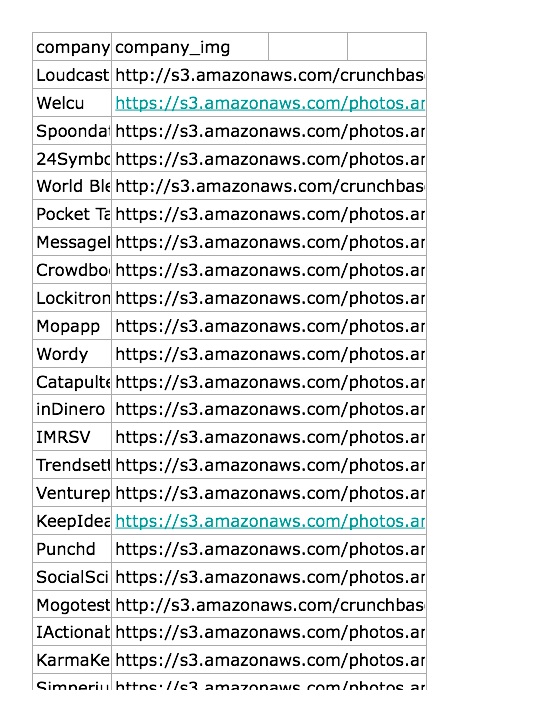 company company_img
Loudcast http://s3.amazonaws.com/crunchbas
Welcu https://s3.amazonaws.com/photos.ar
Spoondat https://s3.amazonaws.com/photos.ar
24Symbo https://s3.amazonaws.com/photos.ar
World Ble http://s3.amazonaws.com/crunchbas
Pocket Ta https://s3.amazonaws.com/photos.ar
Message https://s3.amazonaws.com/photos.ar
Crowdbo https://s3.amazonaws.com/photos.ar
Lockitron https://s3.amazonaws.com/photos.ar
Mopapp https://s3.amazonaws.com/photos.ar
Wordy https://s3.amazonaws.com/photos.ar
Catapulte https://s3.amazonaws.com/photos.ar
inDinero https://s3.amazonaws.com/photos.ar
IMRSV https://s3.amazonaws.com/photos.ar
Trendsett https://s3.amazonaws.com/photos.ar
Venturep https://s3.amazonaws.com/photos.ar
KeepIdea https://s3.amazonaws.com/photos.ar
Punchd https://s3.amazonaws.com/photos.ar
SocialSci https://s3.amazonaws.com/photos.ar
Mogotest http://s3.amazonaws.com/crunchbas
IActionab https://s3.amazonaws.com/photos.ar
KarmaKe https://s3.amazonaws.com/photos.ar
Simperiu https://s3.amazonaws.com/photos.ar